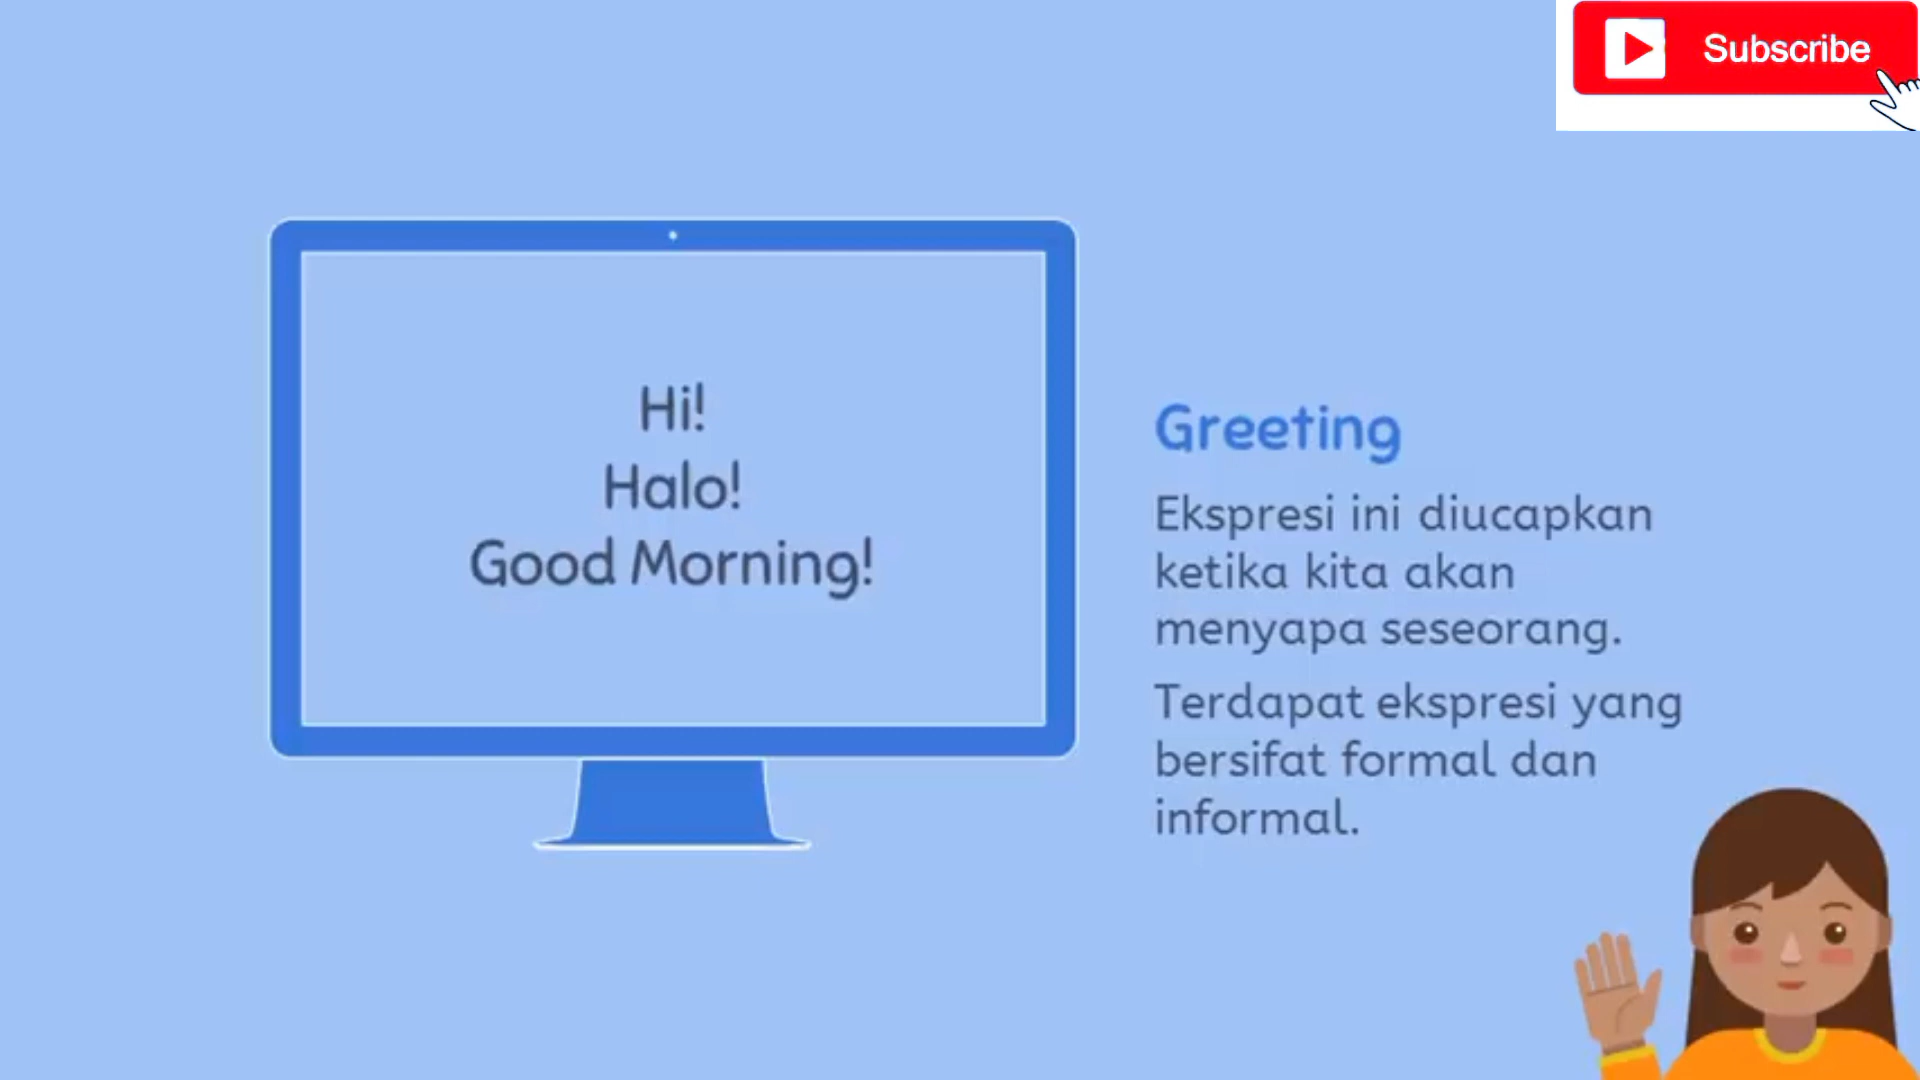 Subscribe
Hi!
Halo!
Good Morning!
Greeting
Ekspresi ini diucapkan
ketika kita akan
menyapa seseorang.
Terdapat ekspresi yang
bersifat formal dan
informal.